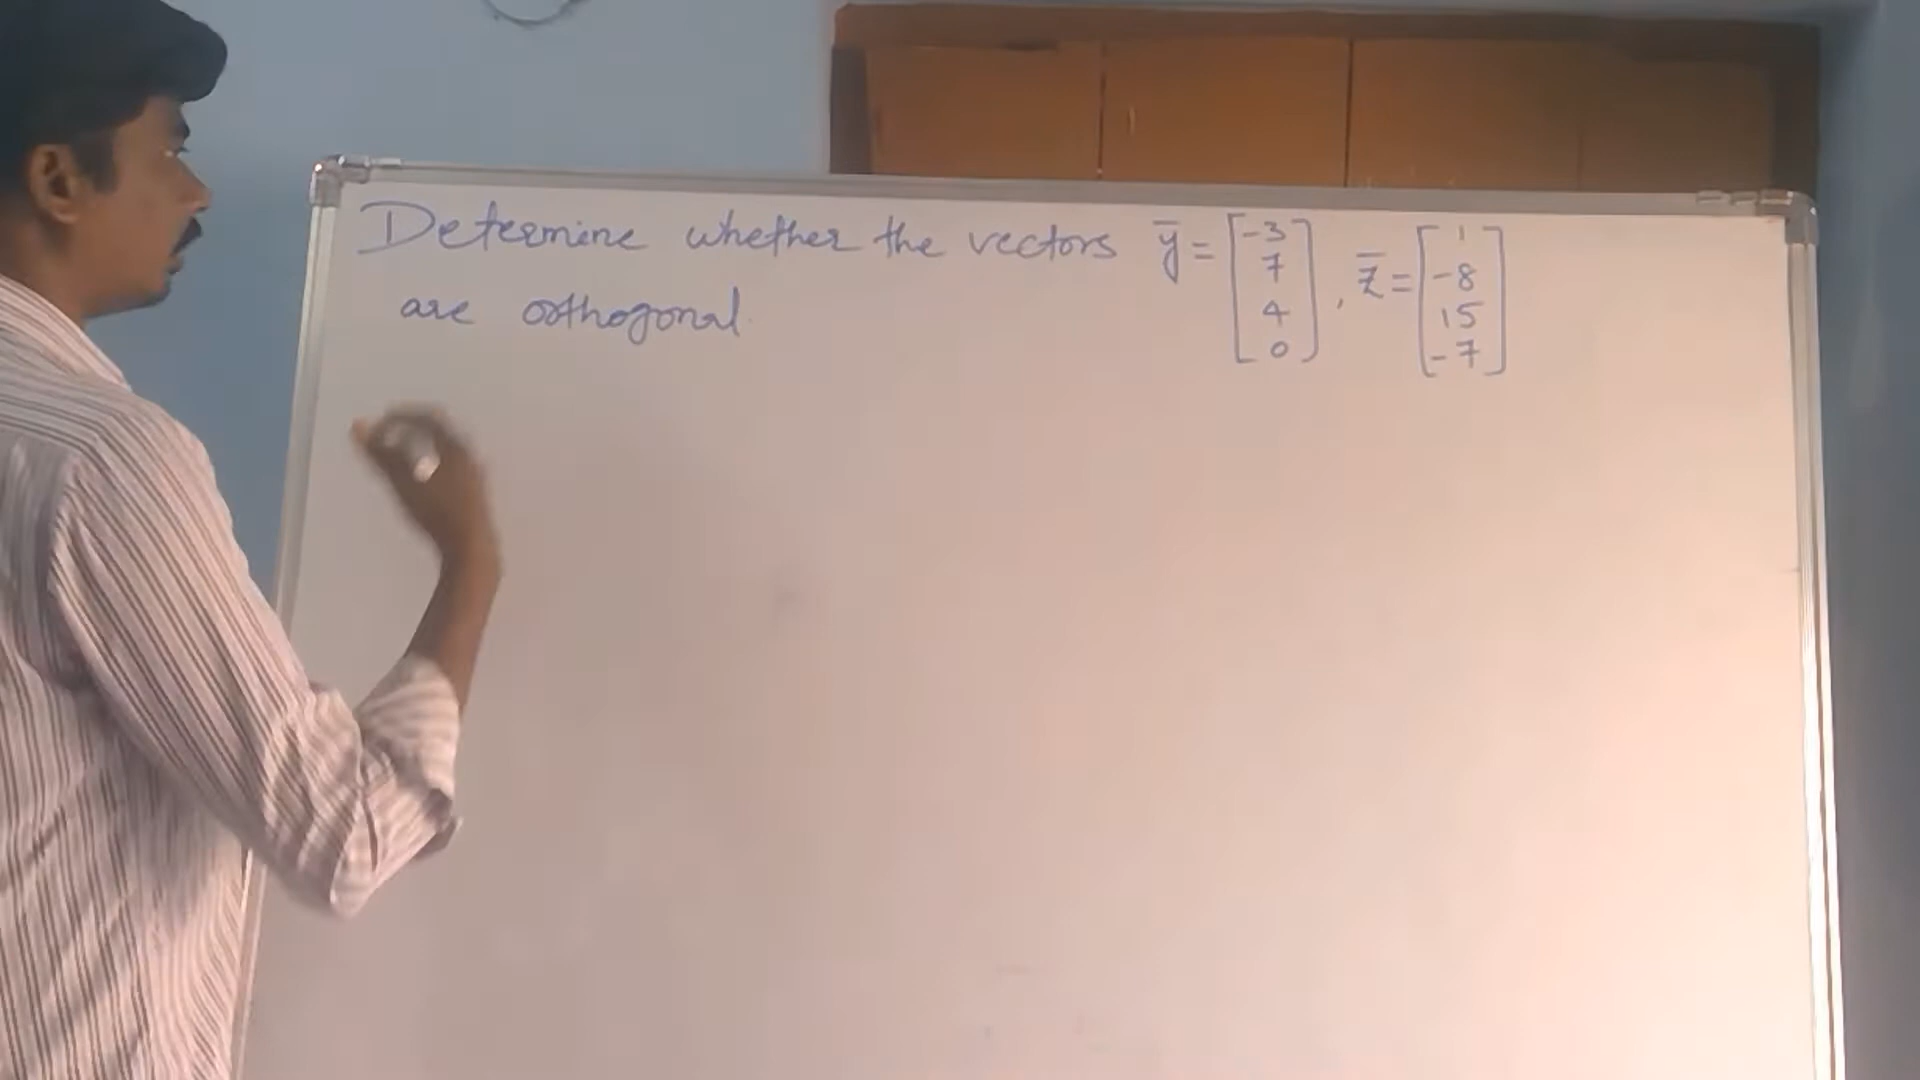 Determine whether the vectors y̅ = [-3 7 4 0], z̅ = [1 -8 15 -7]
are orthogonal.